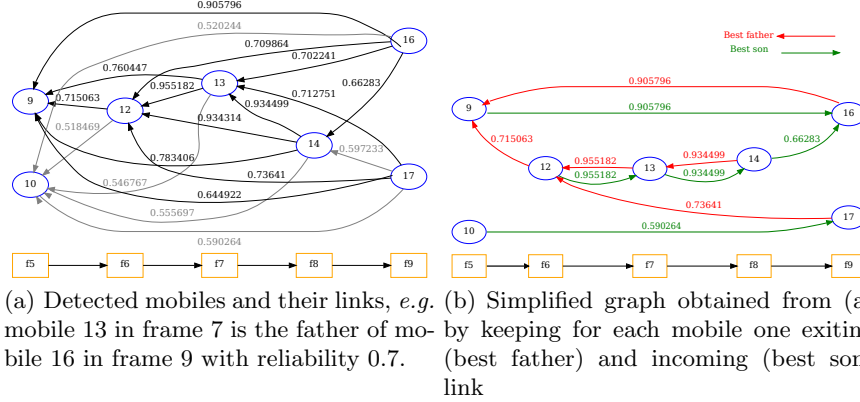 0.905796
0.520244
16
0.709864
0.702241
0.760447
13
0.66283
9
0.955182
0.712751
0.715063
12
0.934499
0.934314
0.518469
14
0.597233
0.783406
10
0.546767
0.73641
17
0.644922
0.555697
0.590264
f5
f6
f7
f8
f9
(a) Detected mobiles and their links, e.g.
mobile 13 in frame 7 is the father of mo-
bile 16 in frame 9 with reliability 0.7.
Best father
Best son
0.905796
9
0.905796
16
0.715063
0.66283
0.955182
0.934499
14
12
13
0.955182
0.934499
0.73641
17
10
0.590264
f5
f6
f7
f8
f9
(b) Simplified graph obtained from (a
by keeping for each mobile one exitin
(best father) and incoming (best son
link